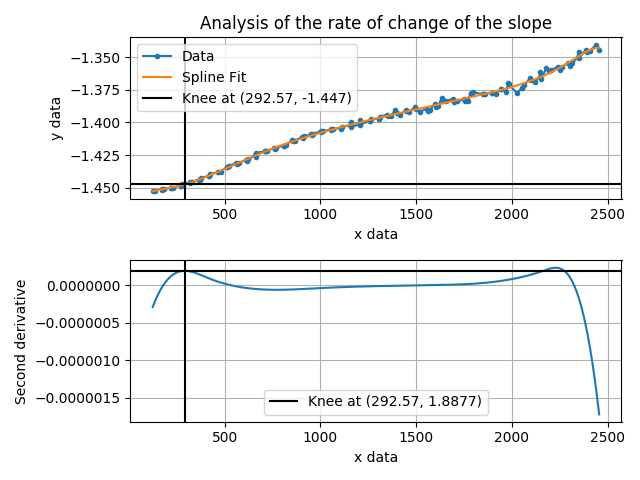 Analysis of the rate of change of the slope
−1.350
−1.375
−1.400
−1.425
−1.450
y data
Data
Spline Fit
Knee at (292.57, -1.447)
500
1000
1500
2000
2500
x data
0.0000000
−0.0000005
−0.0000010
−0.0000015
Second derivative
Knee at (292.57, 1.8877)
500
1000
1500
2000
2500
x data